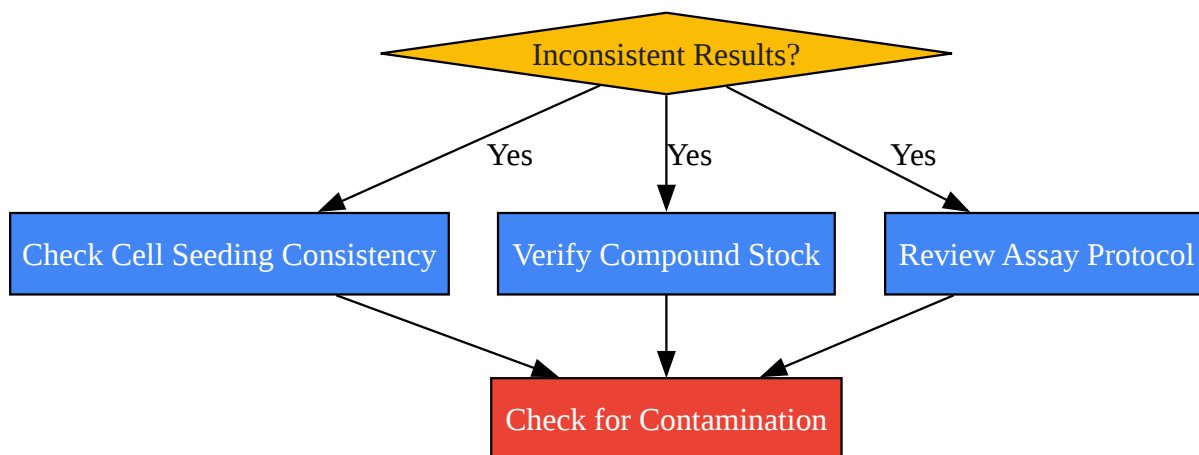 Inconsistent Results?
Yes
Yes
Yes
Check Cell Seeding Consistency
Verify Compound Stock
Review Assay Protocol
Check for Contamination